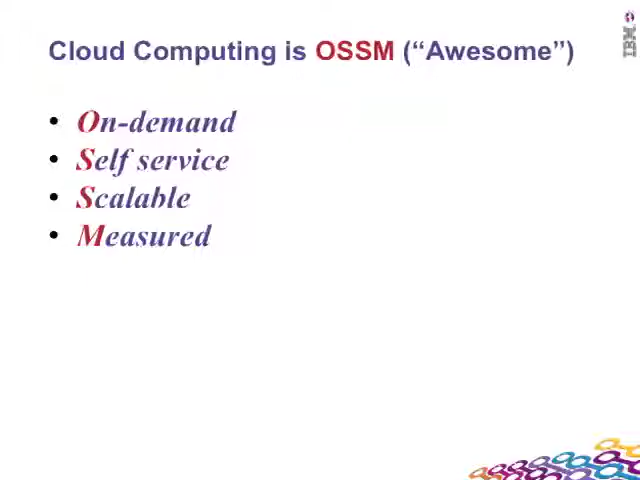 Cloud Computing is OSSM (“Awesome”)
IBM
• On-demand
• Self service
• Scalable
• Measured